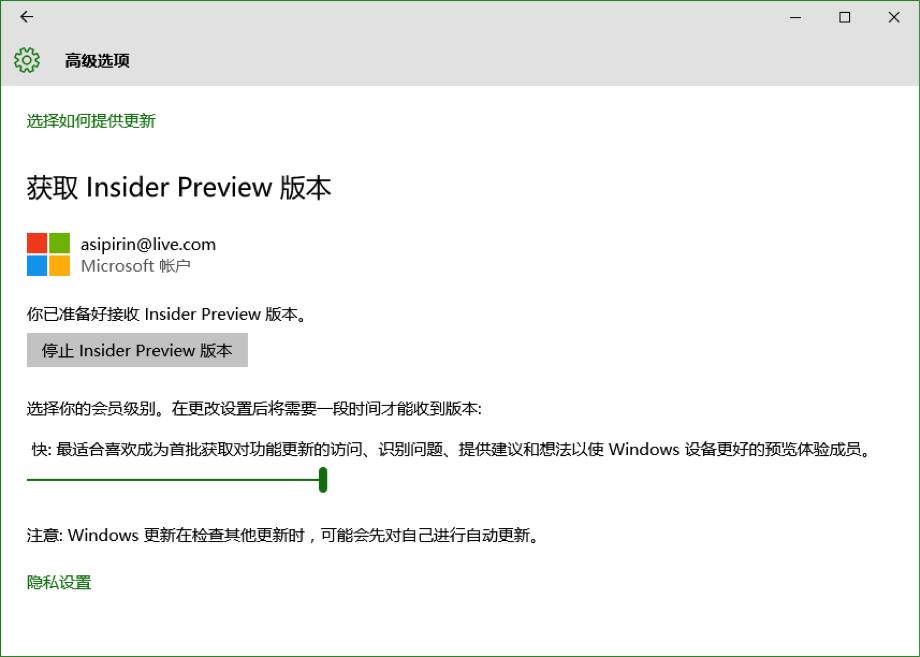 高级选项
选择如何提供更新
获取 Insider Preview 版本
asipirin@live.com
Microsoft 帐户
你已准备好接收 Insider Preview 版本。
停止 Insider Preview 版本
选择你的会员级别。在更改设置后将需要一段时间才能收到版本:
快: 最适合喜欢成为首批获取对功能更新的访问、识别问题、提供建议和想法以使 Windows 设备更好的预览体验成员。
注意: Windows 更新在检查其他更新时，可能会先对自己进行自动更新。
隐私设置